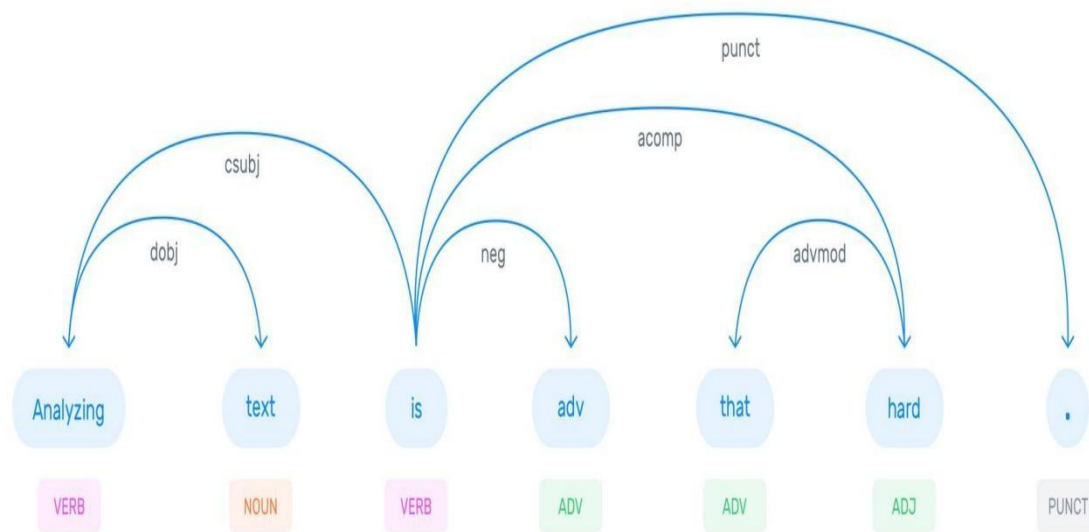 punct
acomp
csubj
dobj neg advmod
Analyzing text is adv that hard .
VERB NOUN VERB ADV ADV ADJ PUNCT